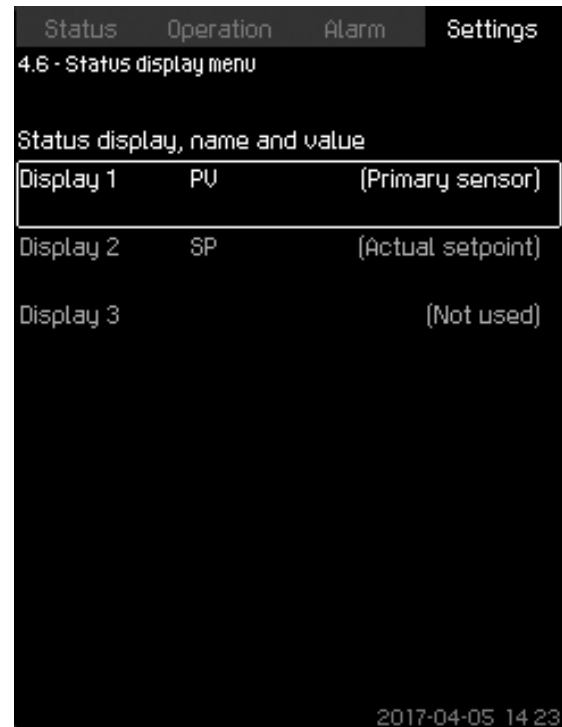 Status Operation Alarm Settings
4.6 - Status display menu
Status display, name and value
Display 1 PV (Primary sensor)
Display 2 SP (Actual setpoint)
Display 3 (Not used)
2017-04-05 14:23